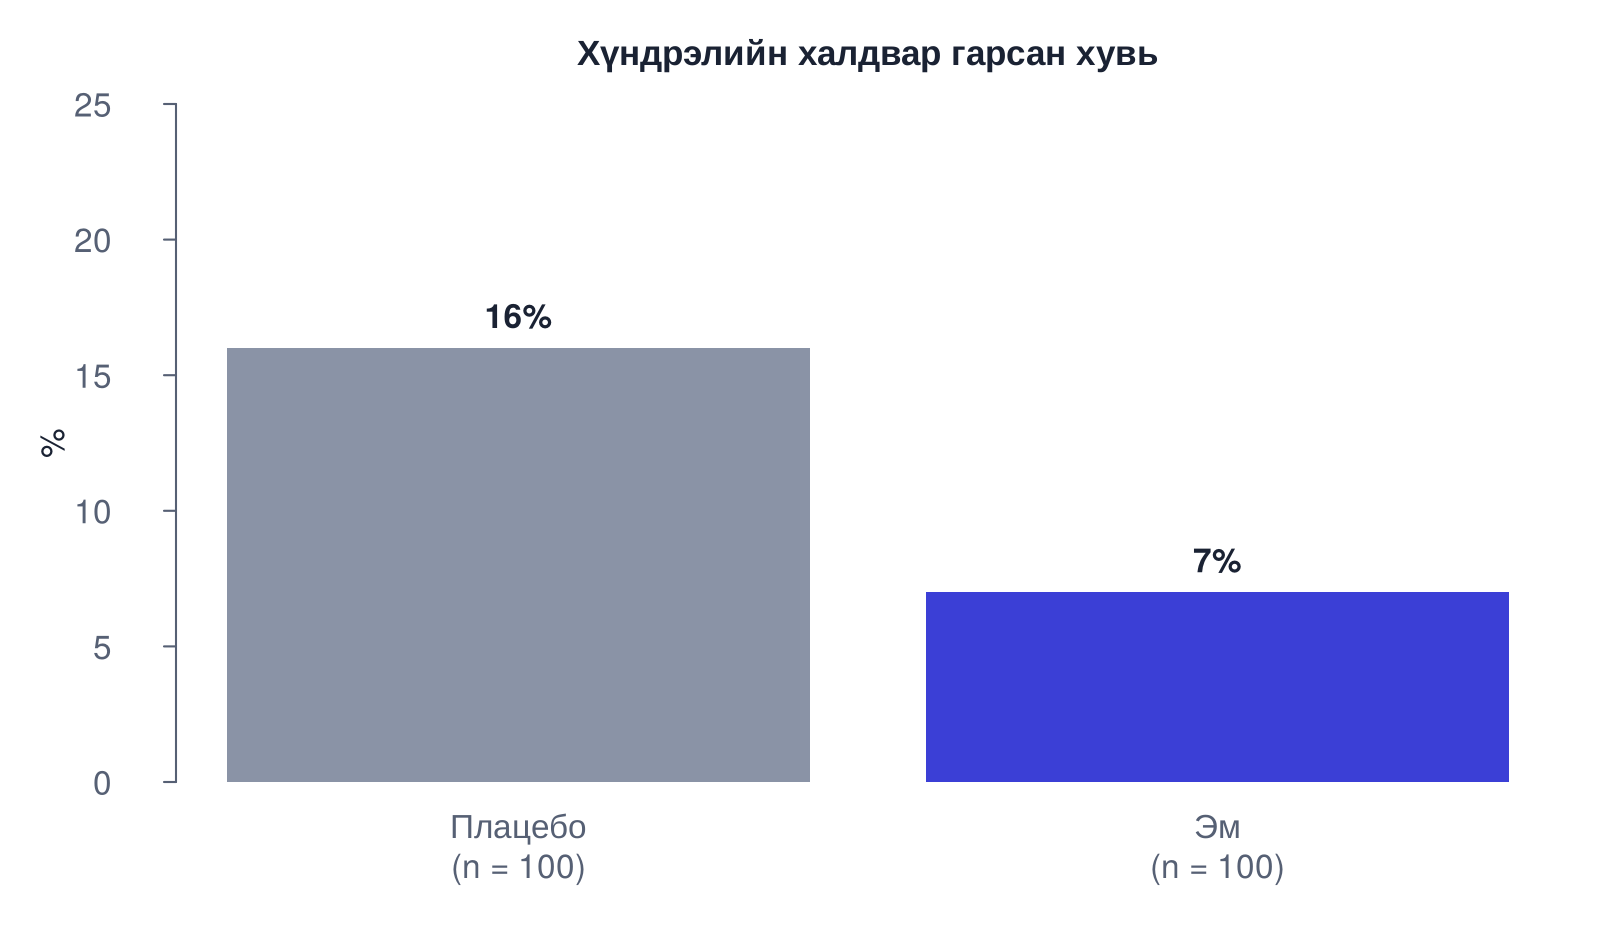 Хүндрэлийн халдвар гарсан хувь
25
20
15
10
5
0
%
16%
7%
Плацебо
(n = 100)
Эм
(n = 100)